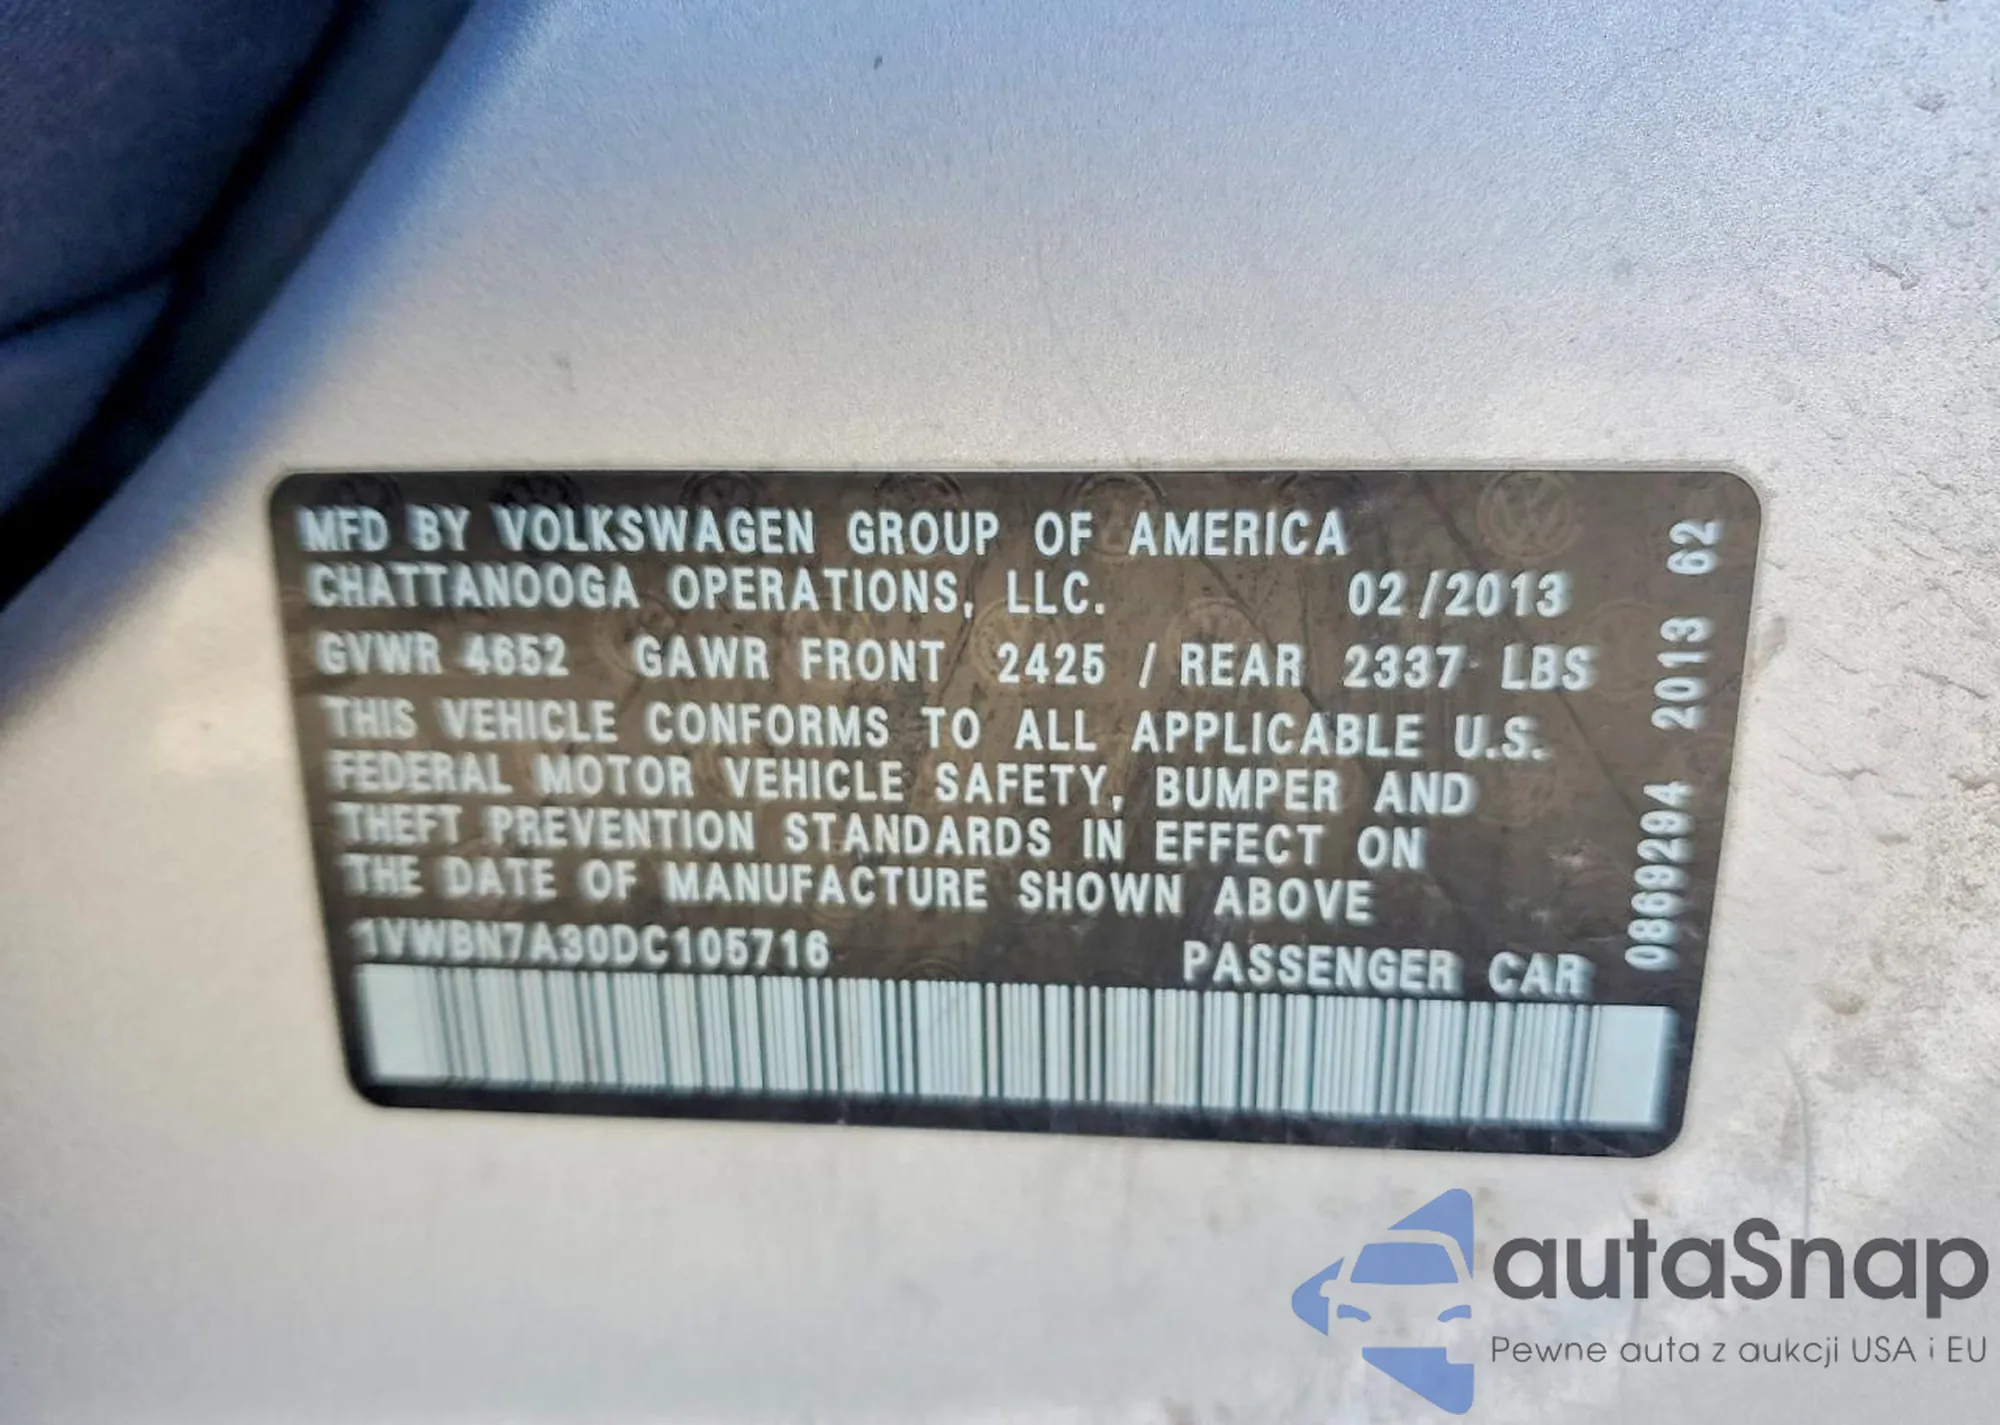 MFD BY VOLKSWAGEN GROUP OF AMERICA
CHATTANOOGA OPERATIONS, LLC. 02/2013
GVWR 4652 GAWR FRONT 2425 / REAR 2337 LBS
THIS VEHICLE CONFORMS TO ALL APPLICABLE U.S.
FEDERAL MOTOR VEHICLE SAFETY, BUMPER AND
THEFT PREVENTION STANDARDS IN EFFECT ON
THE DATE OF MANUFACTURE SHOWN ABOVE
1VWBN7A30DC105716 PASSENGER CAR
0869294 2013 62
autaSnap
Pewne auta z aukcji USA i EU